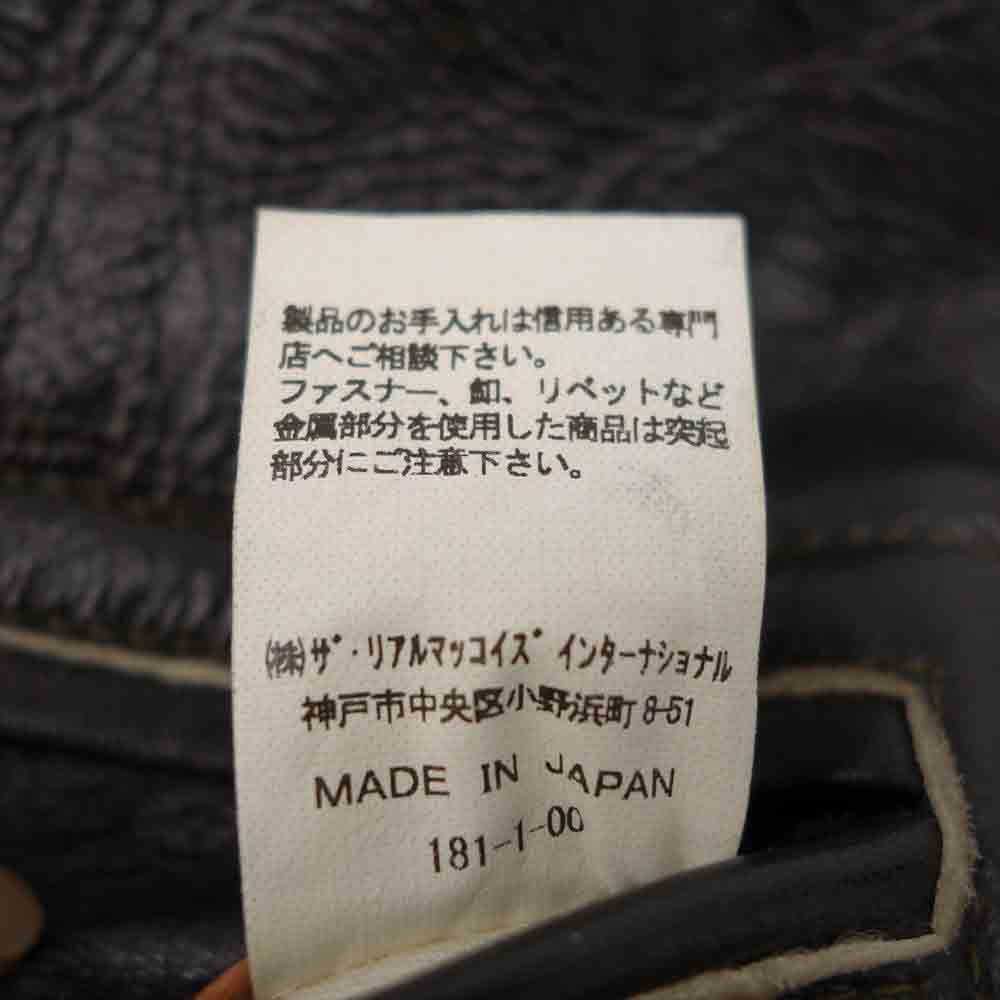 製品のお手入れは信用ある専門
店へご相談下さい。
ファスナー、釦、リベットなど
金属部分を使用した商品は突起
部分にご注意下さい。
㈱ザ・リアルマッコイズ インターナショナル
神戸市中央区小野浜町8-51
MADE IN JAPAN
181-1-00